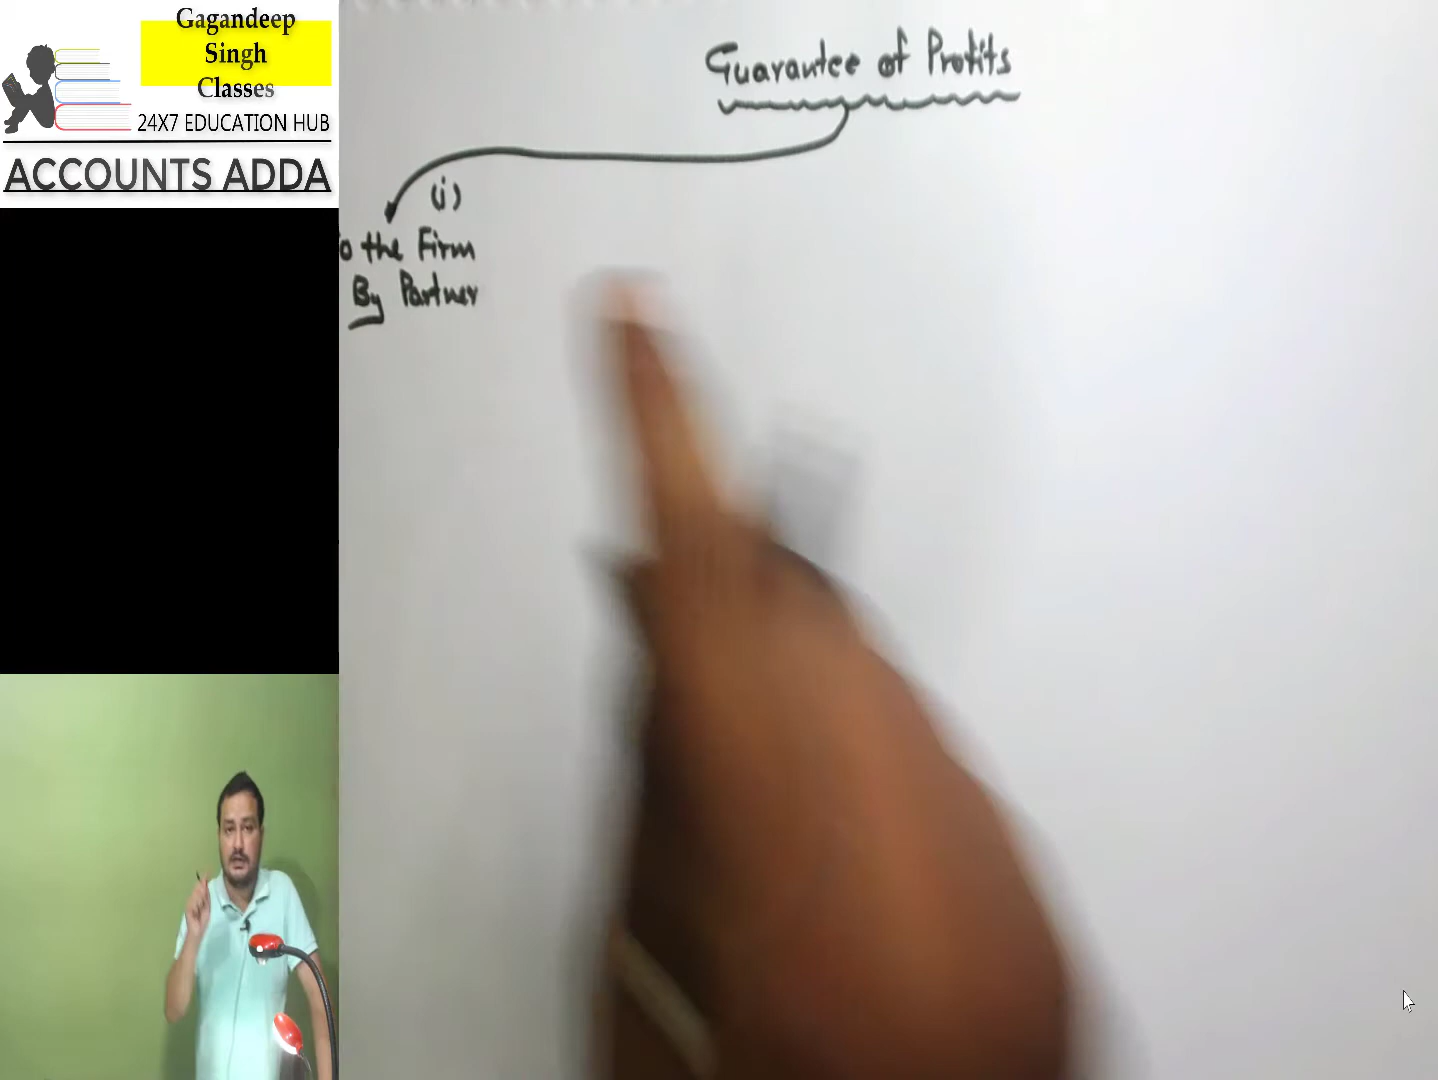 Gagandeep
Singh
Classes
24X7 EDUCATION HUB
ACCOUNTS ADDA
Guarantee of Profits
(i)
o the Firm
By Partner